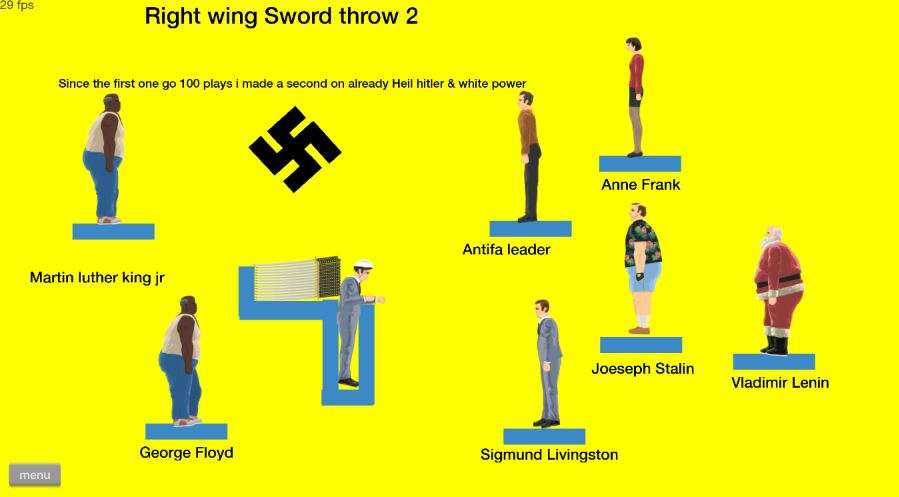 29 fps
Right wing Sword throw 2
Since the first one go 100 plays i made a second on already Heil hitler & white power
Anne Frank
Antifa leader
Martin luther king jr
Joeseph Stalin
Vladimir Lenin
George Floyd
Sigmund Livingston
menu